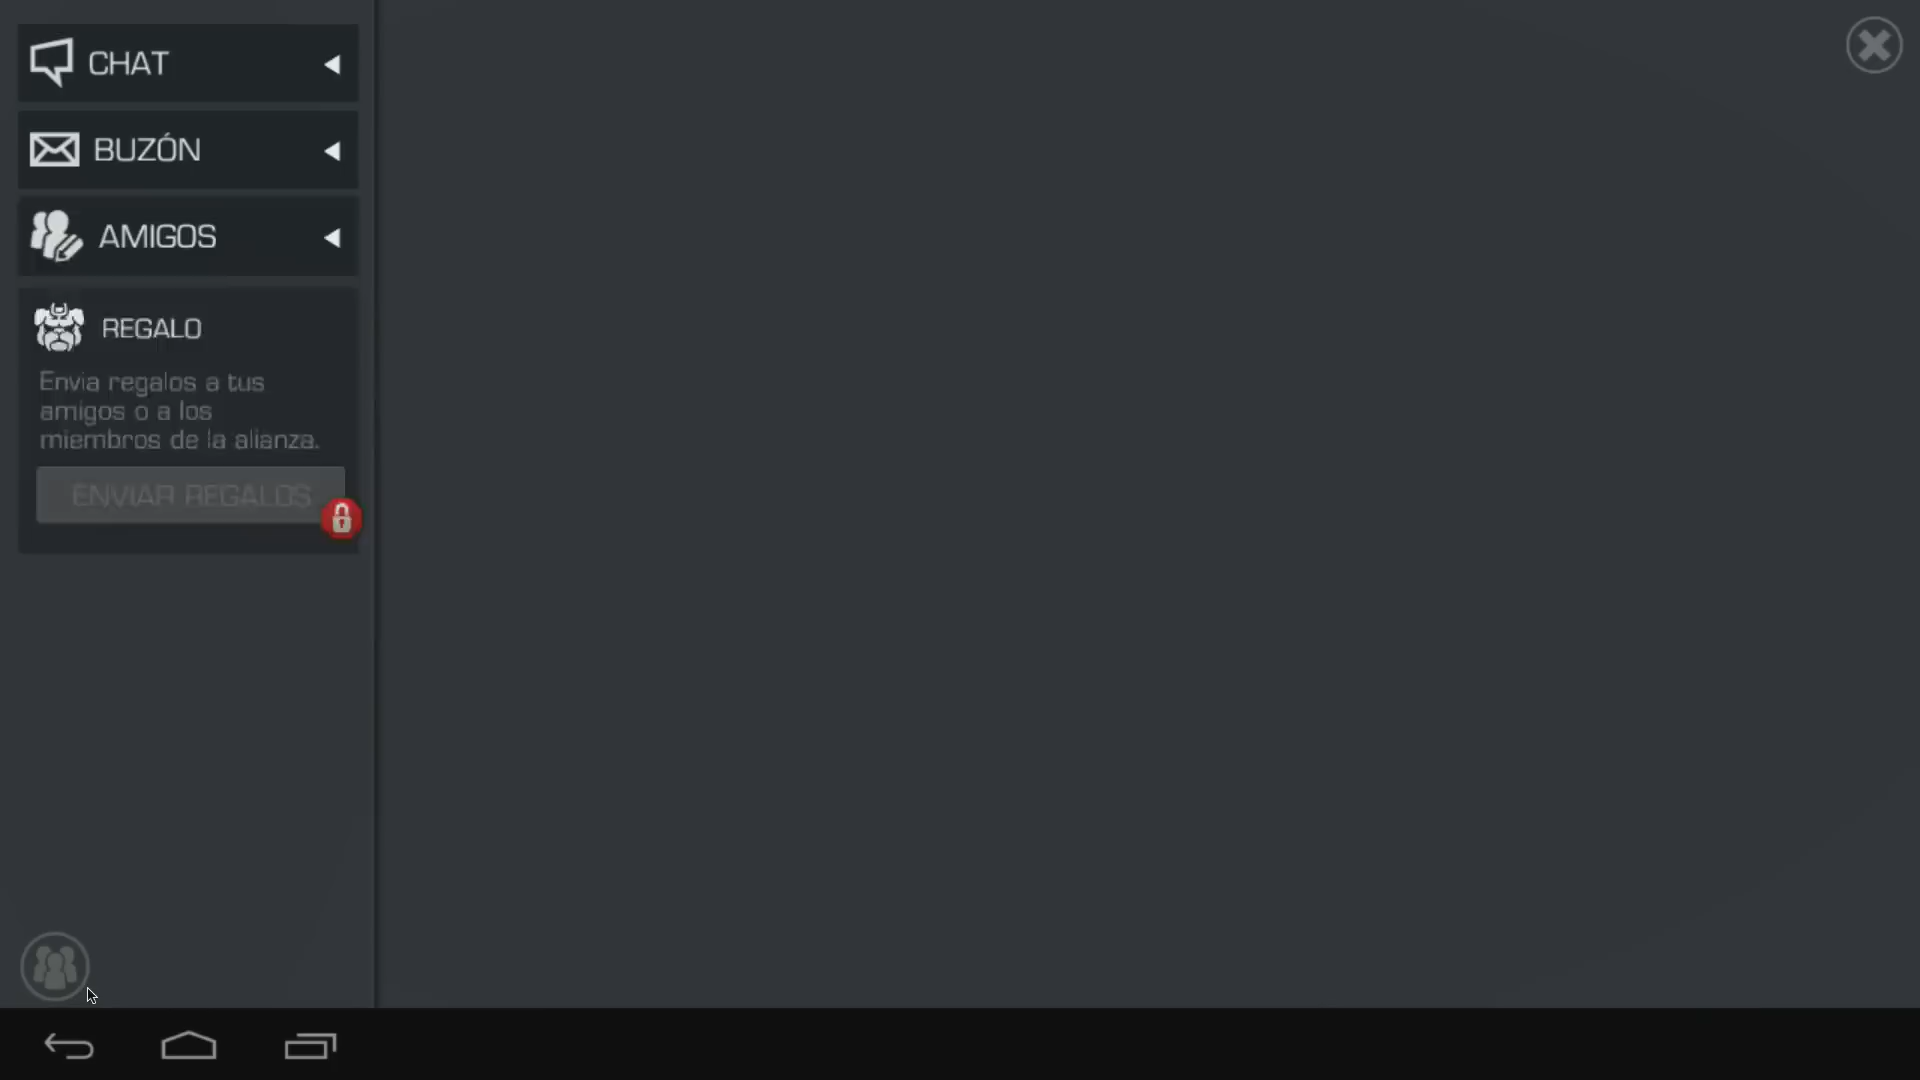 CHAT
BUZÓN
AMIGOS
REGALO
Envia regalos a tus
amigos o a los
miembros de la alianza.
ENVIAR REGALOS